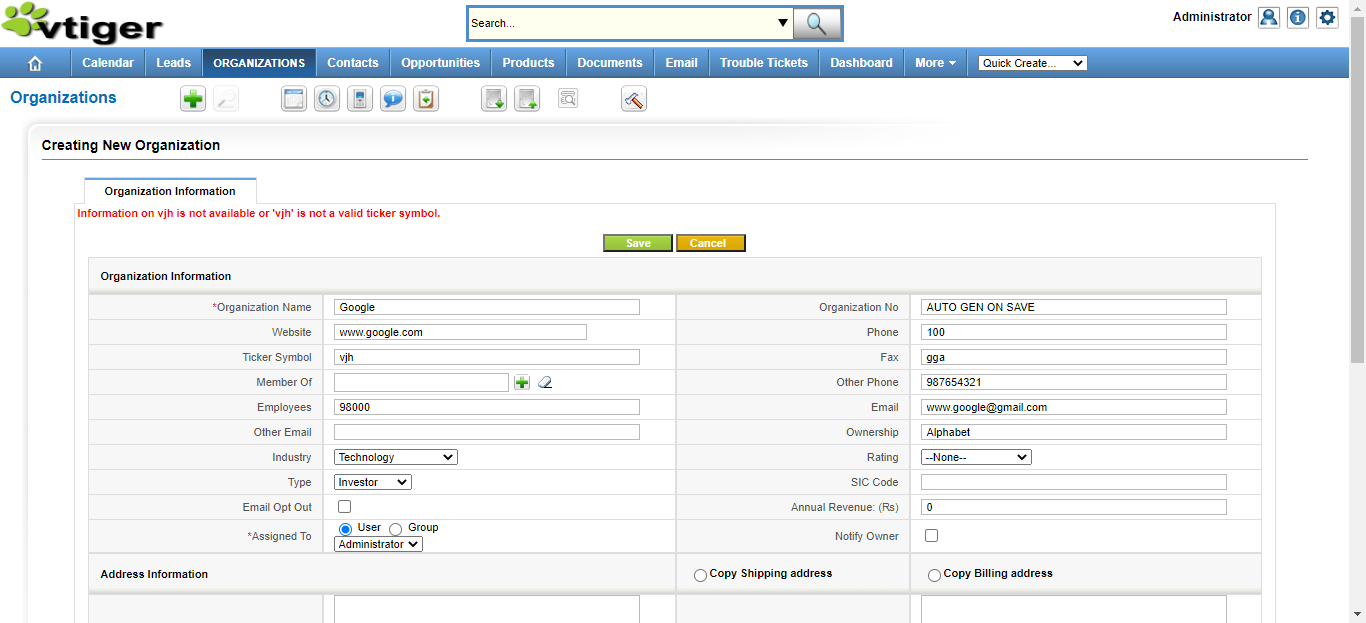 vtiger
Search...
Administrator
Calendar Leads ORGANIZATIONS Contacts Opportunities Products Documents Email Trouble Tickets Dashboard More Quick Create...
Organizations
Creating New Organization
Organization Information
Information on vjh is not available or 'vjh' is not a valid ticker symbol.
Save Cancel
Organization Information
*Organization Name Google Organization No AUTO GEN ON SAVE
Website www.google.com Phone 100
Ticker Symbol vjh Fax gga
Member Of Other Phone 987654321
Employees 98000 Email www.google@gmail.com
Other Email Ownership Alphabet
Industry Technology Rating --None--
Type Investor SIC Code
Email Opt Out Annual Revenue: (Rs) 0
*Assigned To User Group Notify Owner
Administrator
Address Information Copy Shipping address Copy Billing address